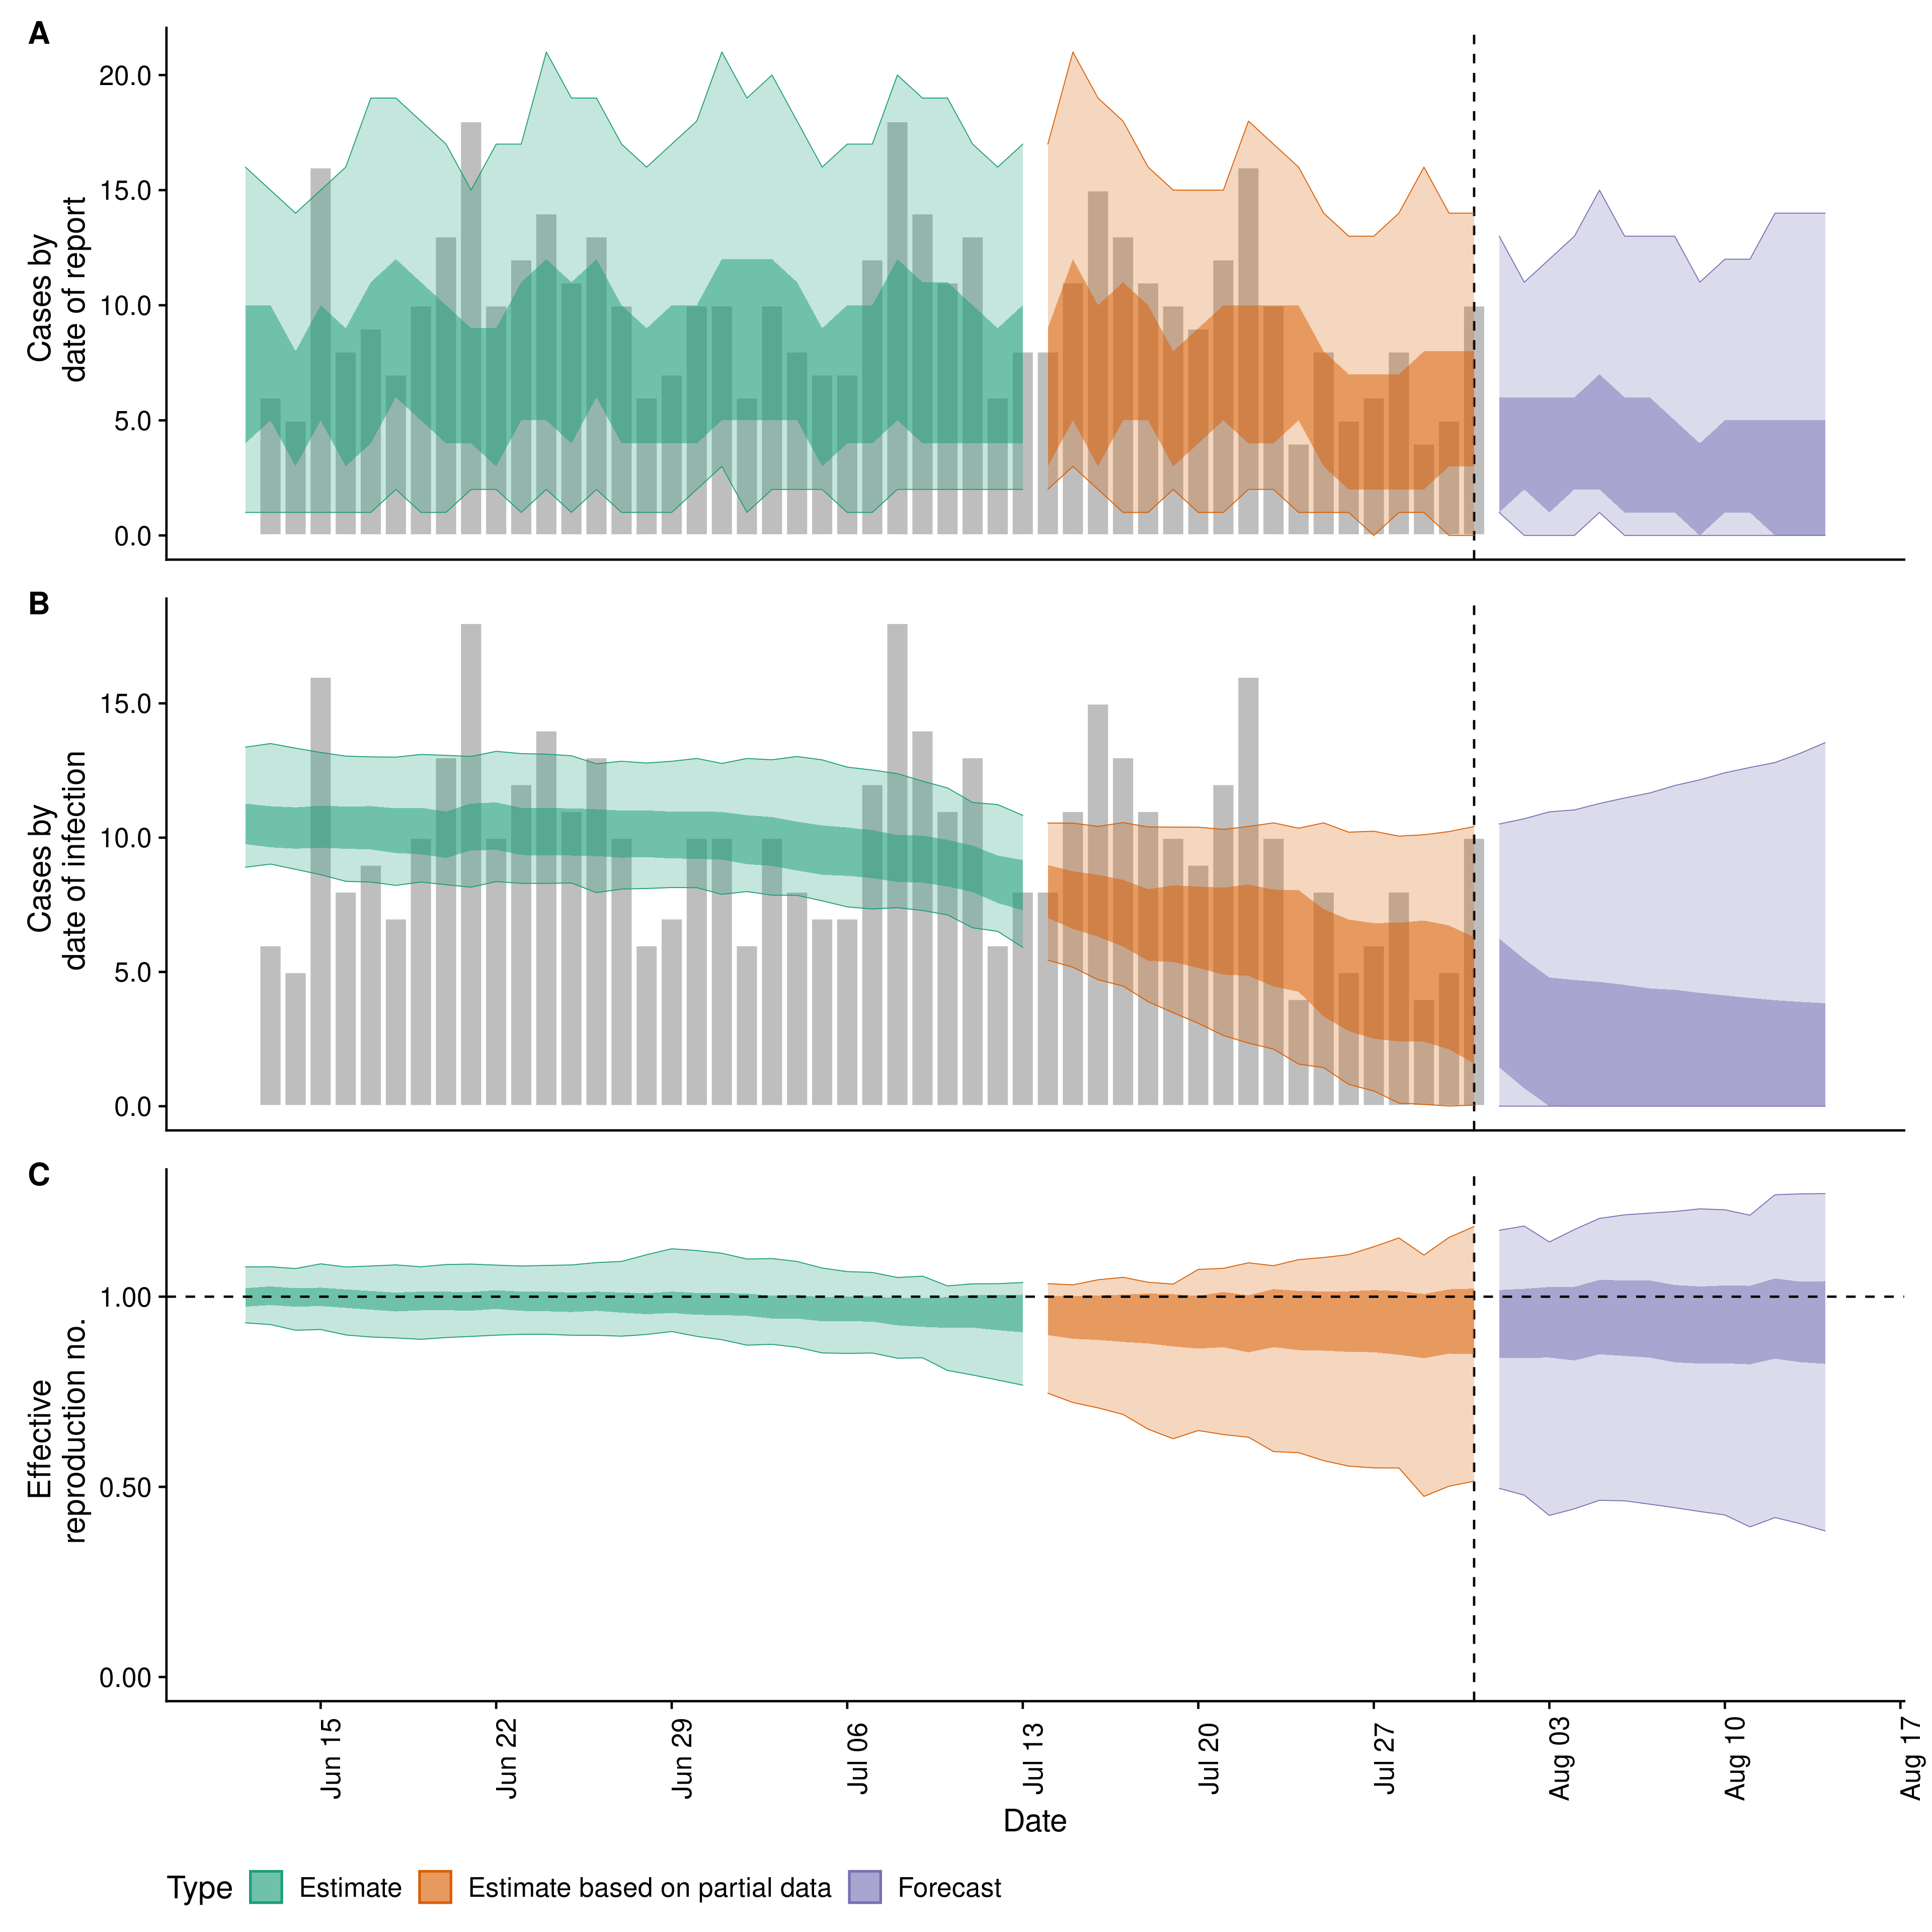 A
20.0
15.0
10.0
5.0
0.0
Cases by
date of report
B
15.0
10.0
5.0
0.0
Cases by
date of infection
C
1.00
0.50
0.00
Effective
reproduction no.
Jun 15
Jun 22
Jun 29
Jul 06
Jul 13
Jul 20
Jul 27
Aug 03
Aug 10
Aug 17
Date
Type Estimate Estimate based on partial data Forecast